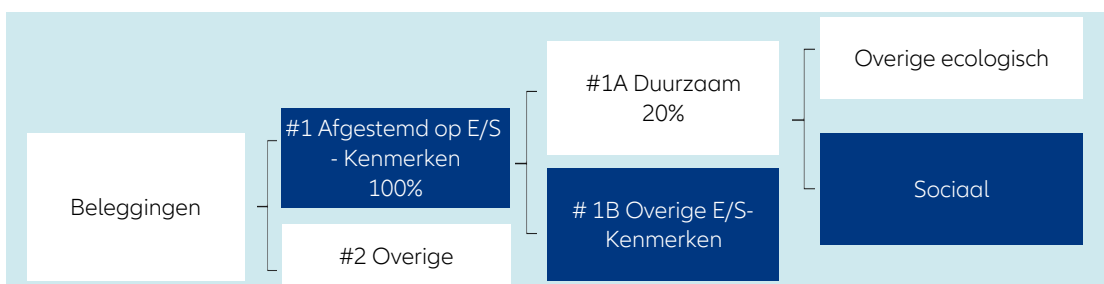 Beleggingen
#1 Afgestemd op E/S
- Kenmerken
100%
#2 Overige
#1A Duurzaam
20%
# 1B Overige E/S-
Kenmerken
Overige ecologisch
Sociaal